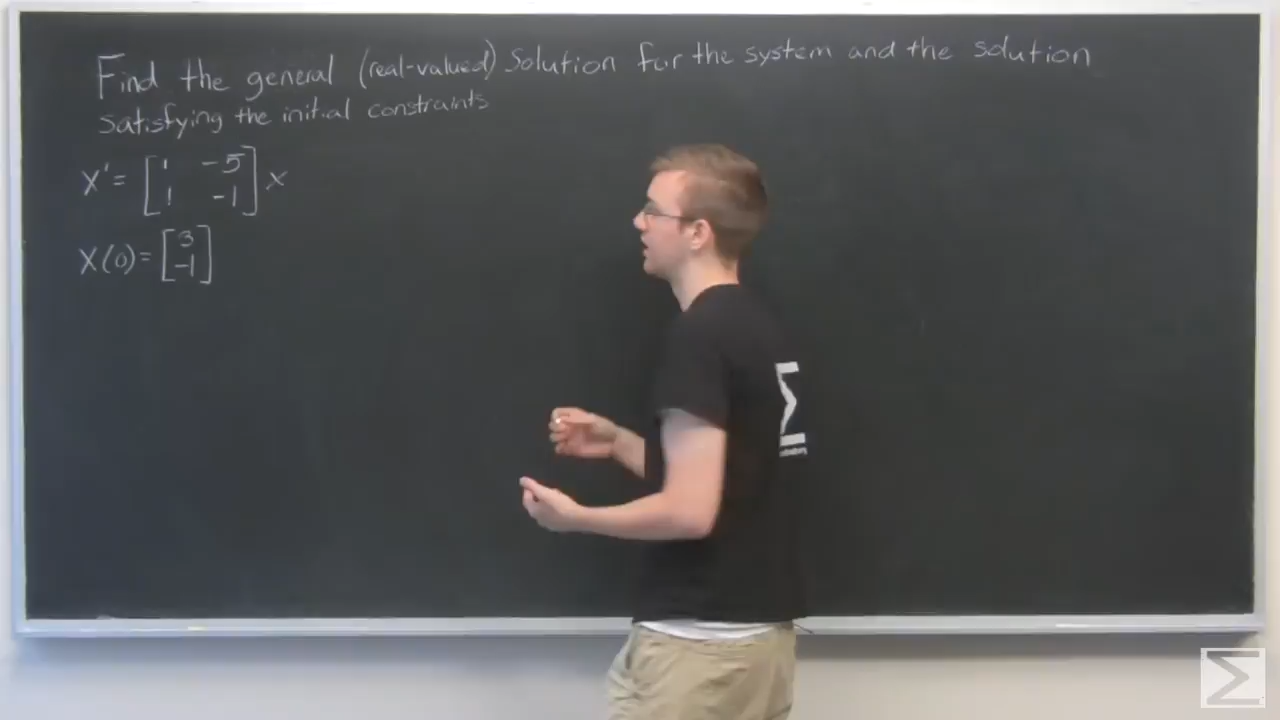 Find the general (real-valued) Solution for the system and the solution
satisfying the initial constraints
X' = [1 -5
1 -1] X
X(0) = [3
-1]
Σ
Σ